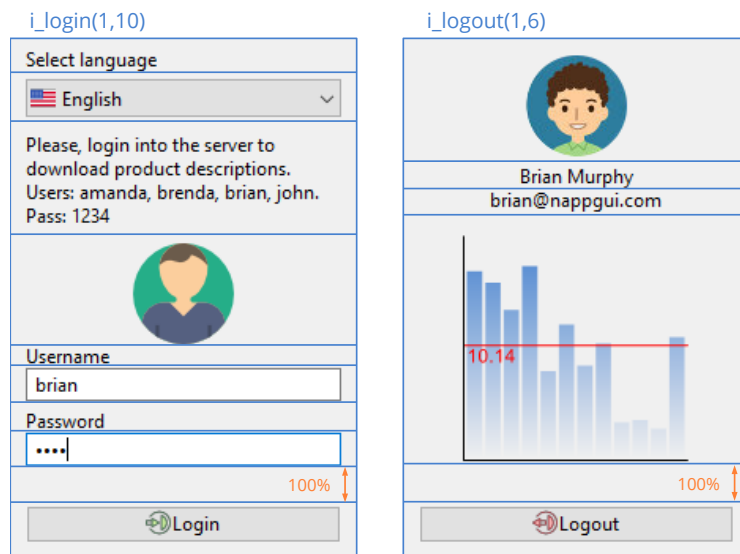 i_login(1,10)
Select language
English
Please, login into the server to
download product descriptions.
Users: amanda, brenda, brian, john.
Pass: 1234
Username
brian
Password
••••
100%
Login
i_logout(1,6)
Brian Murphy
brian@nappgui.com
10.14
100%
Logout